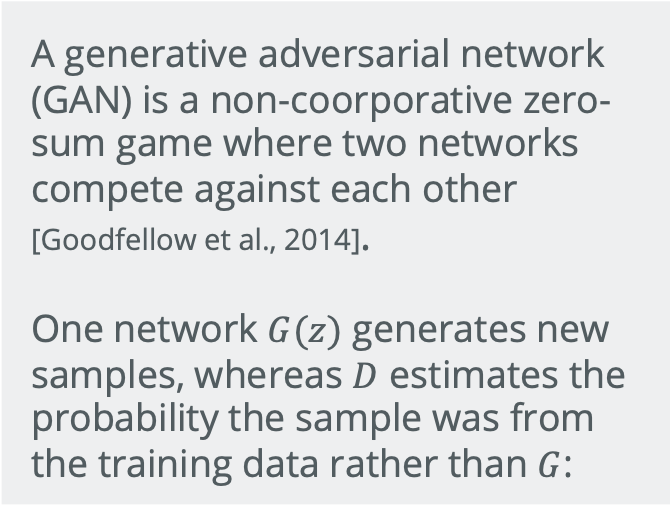 A generative adversarial network
(GAN) is a non-coorporative zero-
sum game where two networks
compete against each other
[Goodfellow et al., 2014].
One network G(z) generates new
samples, whereas D estimates the
probability the sample was from
the training data rather than G: